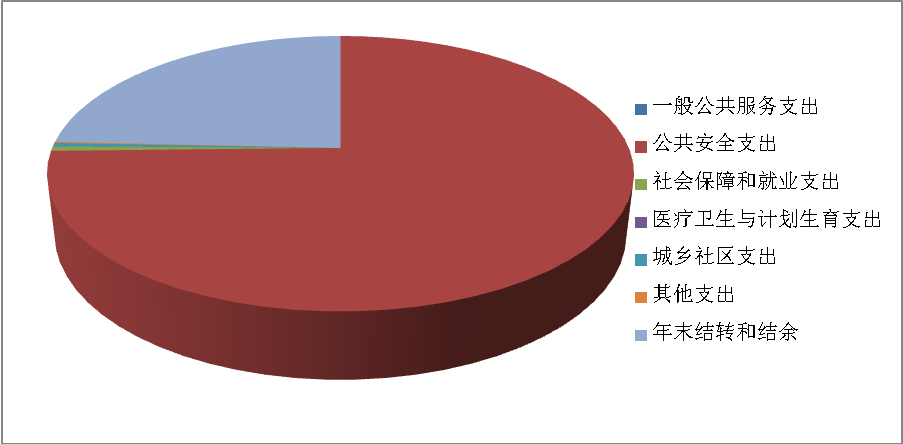 一般公共服务支出
公共安全支出
社会保障和就业支出
医疗卫生与计划生育支出
城乡社区支出
其他支出
年末结转和结余